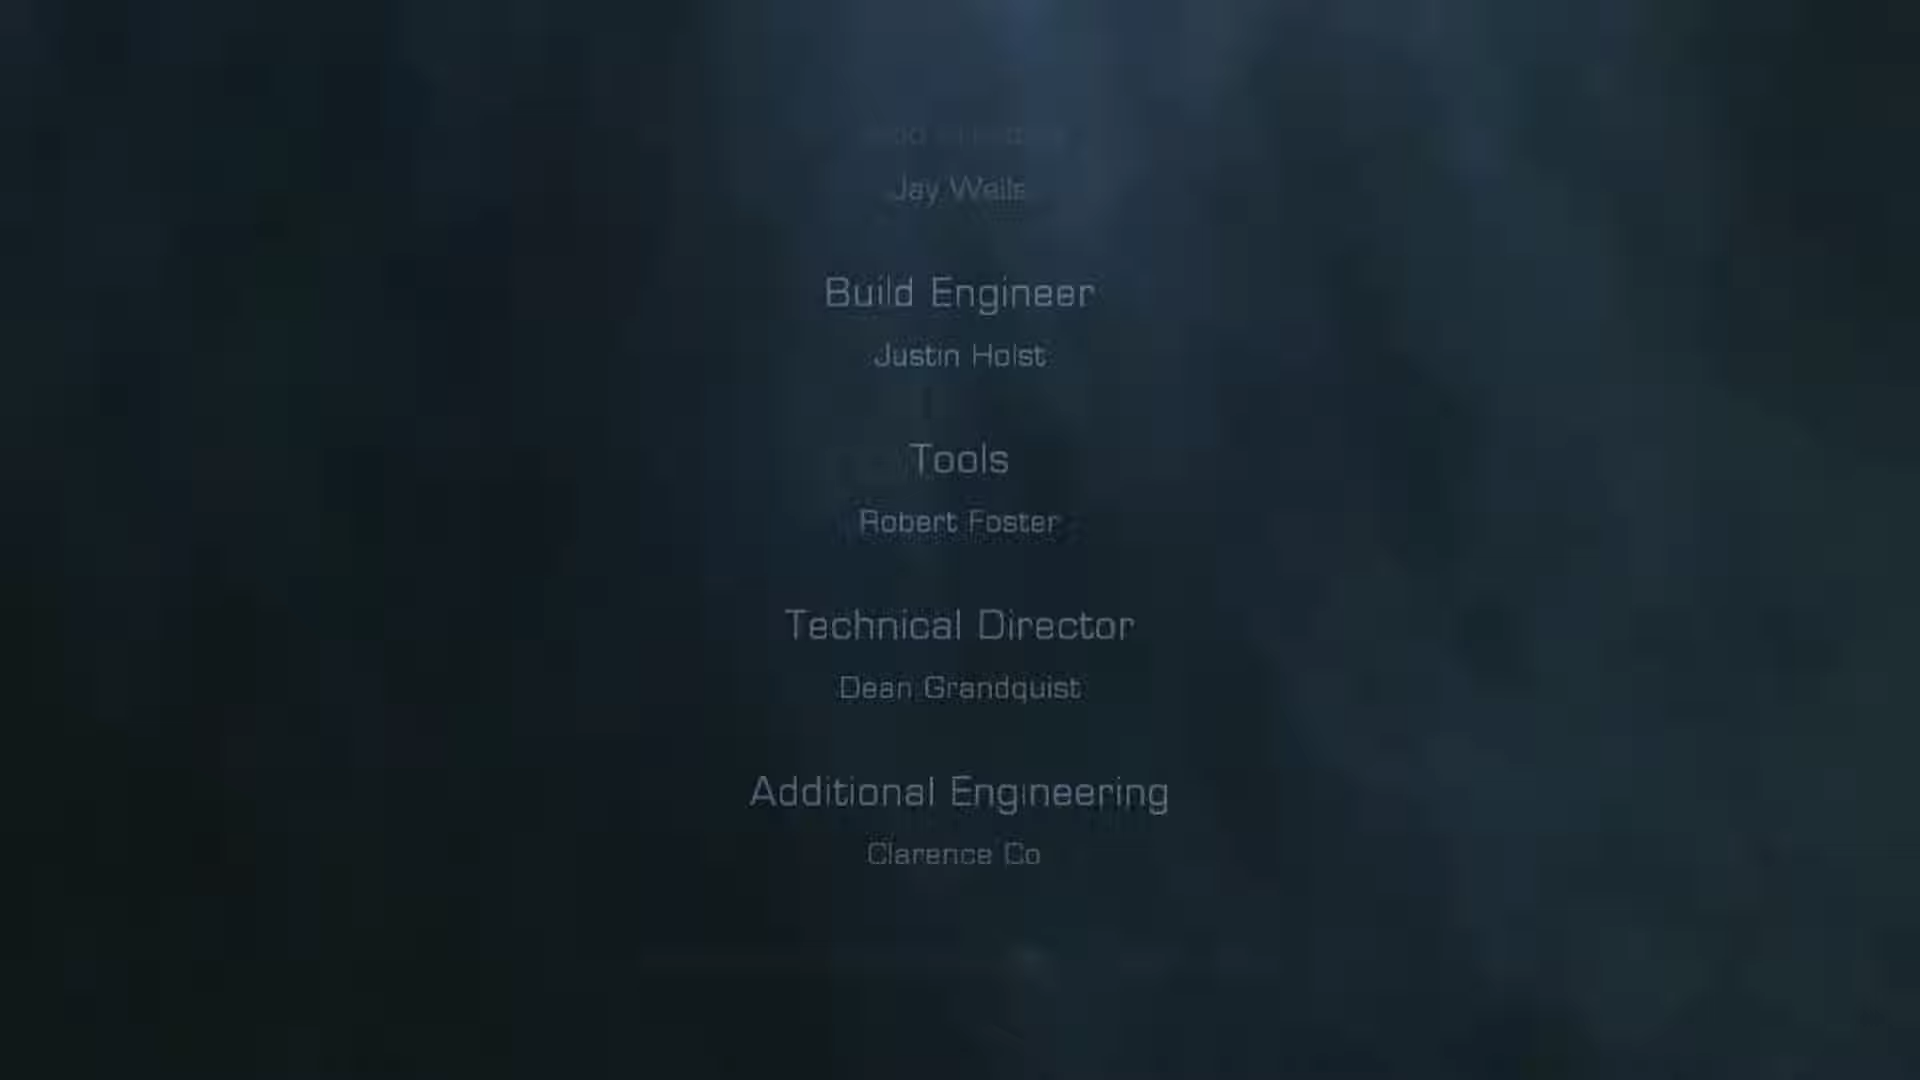 Jay Wells
Build Engineer
Justin Holst
Tools
Robert Foster
Technical Director
Dean Grandquist
Additional Engineering
Clarence Co